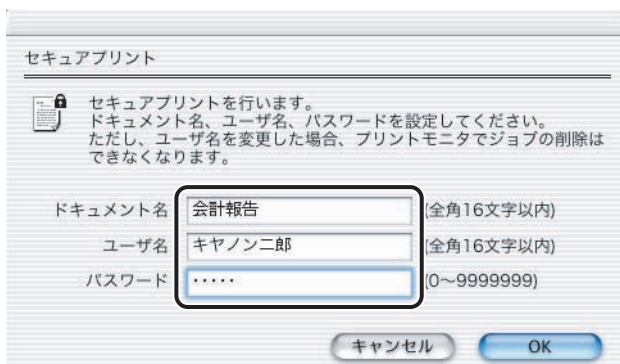 セキュアプリント
セキュアプリントを行います。
ドキュメント名、ユーザ名、パスワードを設定してください。
ただし、ユーザ名を変更した場合、プリントモニタでジョブの削除は
できなくなります。
ドキュメント名 会計報告 (全角16文字以内)
ユーザ名 キヤノン二郎 (全角16文字以内)
パスワード ····· (0〜9999999)
キャンセル OK